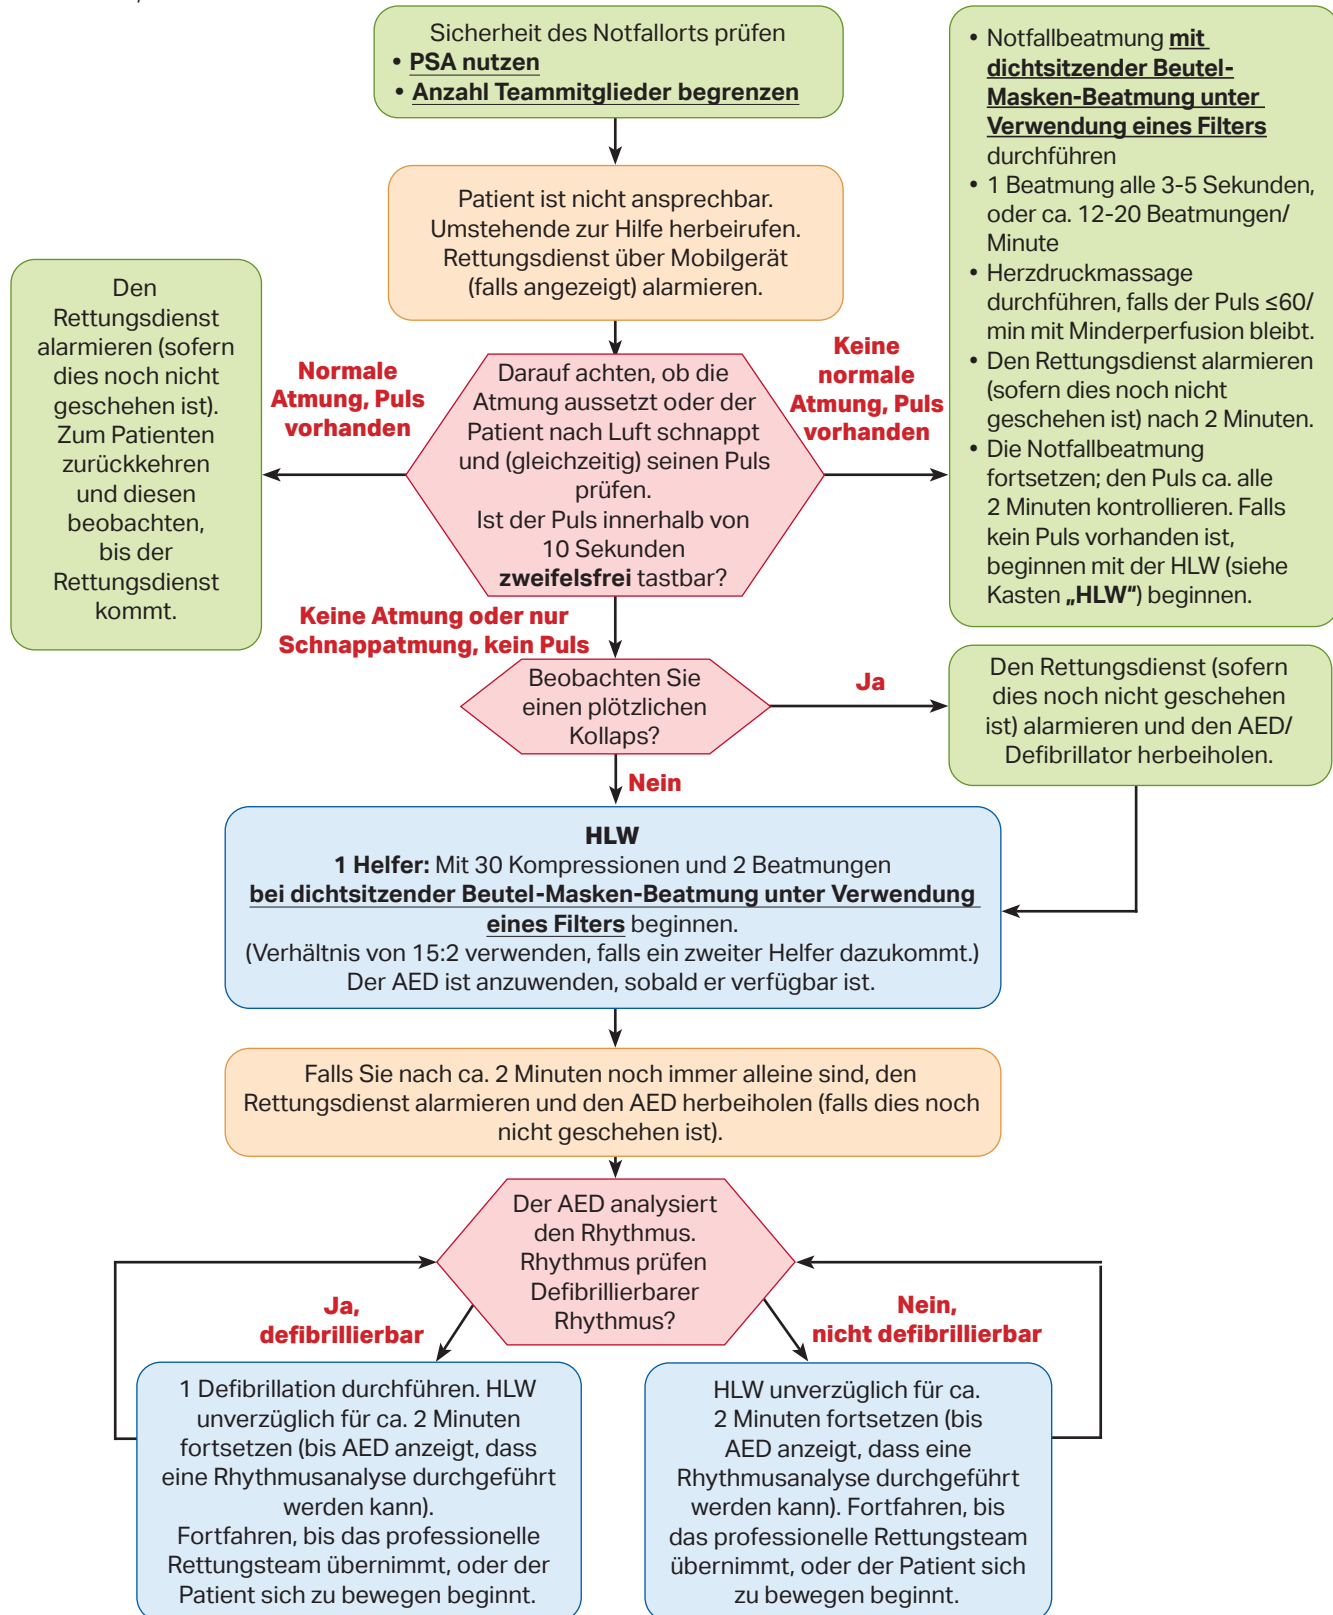 Sicherheit des Notfallorts prüfen
• PSA nutzen
• Anzahl Teammitglieder begrenzen
Patient ist nicht ansprechbar.
Umstehende zur Hilfe herbeirufen.
Rettungsdienst über Mobilgerät
(falls angezeigt) alarmieren.
Den
Rettungsdienst
alarmieren (sofern
dies noch nicht
geschehen ist).
Zum Patienten
zurückkehren
und diesen
beobachten,
bis der
Rettungsdienst
kommt.
Normale
Atmung, Puls
vorhanden
Darauf achten, ob die
Atmung aussetzt oder der
Patient nach Luft schnappt
und (gleichzeitig) seinen Puls
prüfen.
Ist der Puls innerhalb von
10 Sekunden
zweifelsfrei tastbar?
Keine
normale
Atmung, Puls
vorhanden
• Notfallbeatmung mit
dichtsitzender Beutel-
Masken-Beatmung unter
Verwendung eines Filters
durchführen
• 1 Beatmung alle 3-5 Sekunden,
oder ca. 12-20 Beatmungen/
Minute
• Herzdruckmassage
durchführen, falls der Puls ≤60/
min mit Minderperfusion bleibt.
• Den Rettungsdienst alarmieren
(sofern dies noch nicht
geschehen ist) nach 2 Minuten.
• Die Notfallbeatmung
fortsetzen; den Puls ca. alle
2 Minuten kontrollieren. Falls
kein Puls vorhanden ist,
beginnen mit der HLW (siehe
Kasten „HLW“) beginnen.
Keine Atmung oder nur
Schnappatmung, kein Puls
Beobachten Sie
einen plötzlichen
Kollaps?
Ja
Den Rettungsdienst (sofern
dies noch nicht geschehen
ist) alarmieren und den AED/
Defibrillator herbeiholen.
Nein
HLW
1 Helfer: Mit 30 Kompressionen und 2 Beatmungen
bei dichtsitzender Beutel-Masken-Beatmung unter Verwendung
eines Filters beginnen.
(Verhältnis von 15:2 verwenden, falls ein zweiter Helfer dazukommt.)
Der AED ist anzuwenden, sobald er verfügbar ist.
Falls Sie nach ca. 2 Minuten noch immer alleine sind, den
Rettungsdienst alarmieren und den AED herbeiholen (falls dies noch
nicht geschehen ist).
Der AED analysiert
den Rhythmus.
Rhythmus prüfen
Defibrillierbarer
Rhythmus?
Ja,
defibrillierbar
Nein,
nicht defibrillierbar
1 Defibrillation durchführen. HLW
unverzüglich für ca. 2 Minuten
fortsetzen (bis AED anzeigt, dass
eine Rhythmusanalyse durchgeführt
werden kann).
Fortfahren, bis das professionelle
Rettungsteam übernimmt, oder der
Patient sich zu bewegen beginnt.
HLW unverzüglich für ca.
2 Minuten fortsetzen (bis
AED anzeigt, dass eine
Rhythmusanalyse durchgeführt
werden kann). Fortfahren, bis
das professionelle Rettungsteam
übernimmt, oder der Patient sich
zu bewegen beginnt.